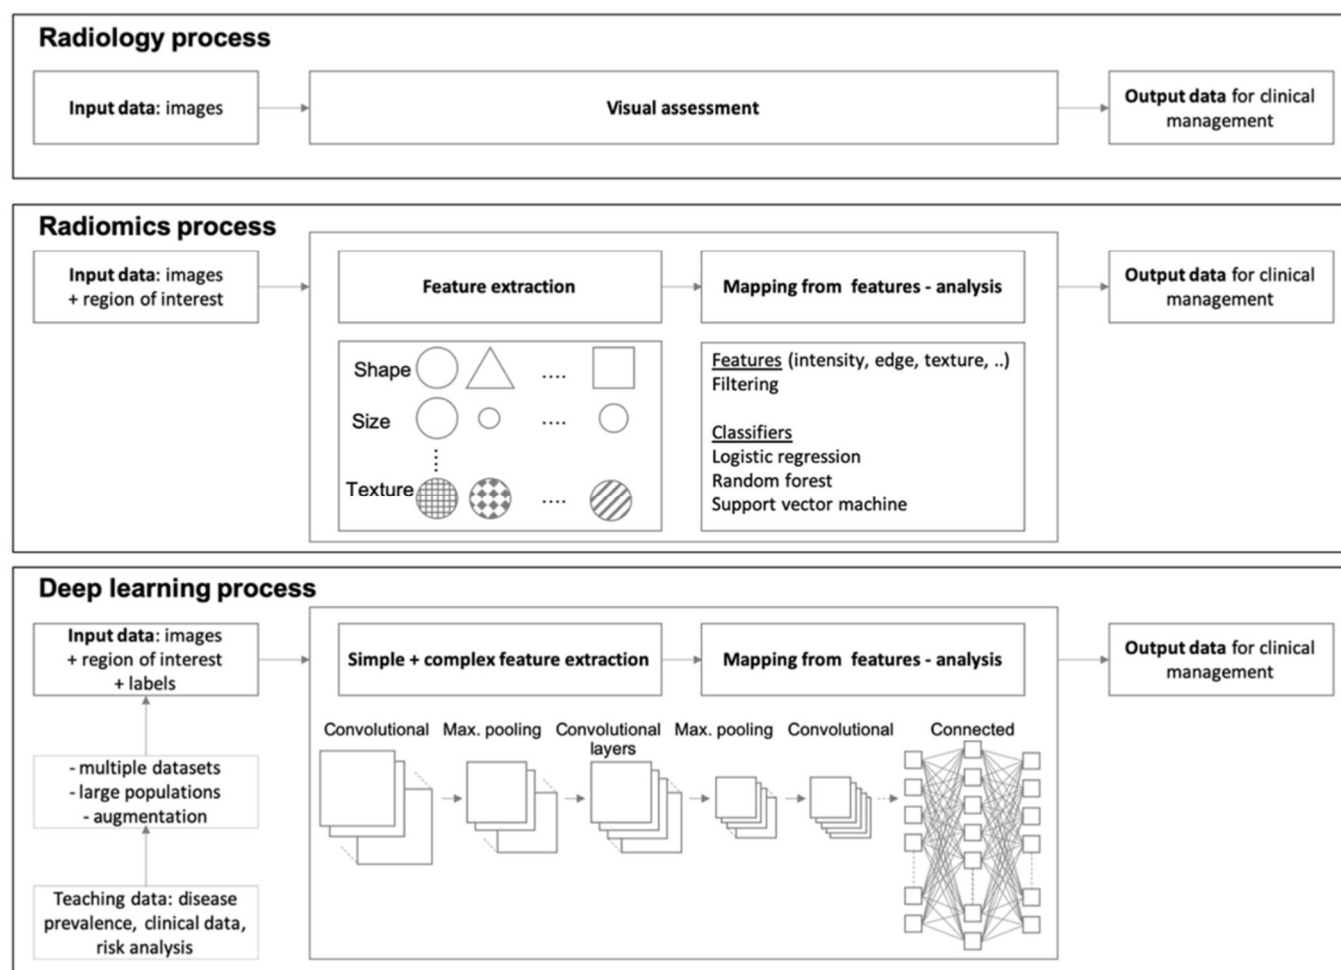 Radiology process
Input data: images
Visual assessment
Output data for clinical
management
Radiomics process
Input data: images
+ region of interest
Feature extraction
Mapping from features - analysis
Output data for clinical
management
Shape ....
Size ....
Texture ....
Features (intensity, edge, texture, ..)
Filtering
Classifiers
Logistic regression
Random forest
Support vector machine
Deep learning process
Input data: images
+ region of interest
+ labels
Simple + complex feature extraction
Mapping from features - analysis
Output data for clinical
management
- multiple datasets
- large populations
- augmentation
Teaching data: disease
prevalence, clinical data,
risk analysis
Convolutional
Max. pooling
Convolutional
layers
Max. pooling
Convolutional
Connected